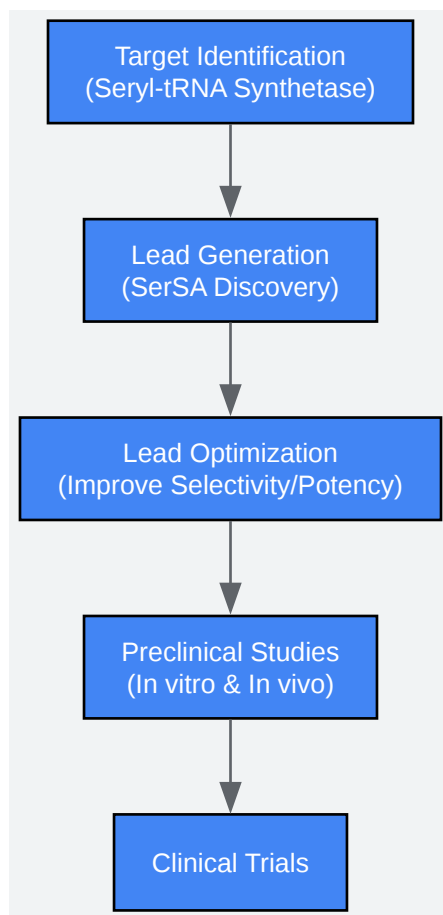 Target Identification
(Seryl-tRNA Synthetase)
Lead Generation
(SerSA Discovery)
Lead Optimization
(Improve Selectivity/Potency)
Preclinical Studies
(In vitro & In vivo)
Clinical Trials